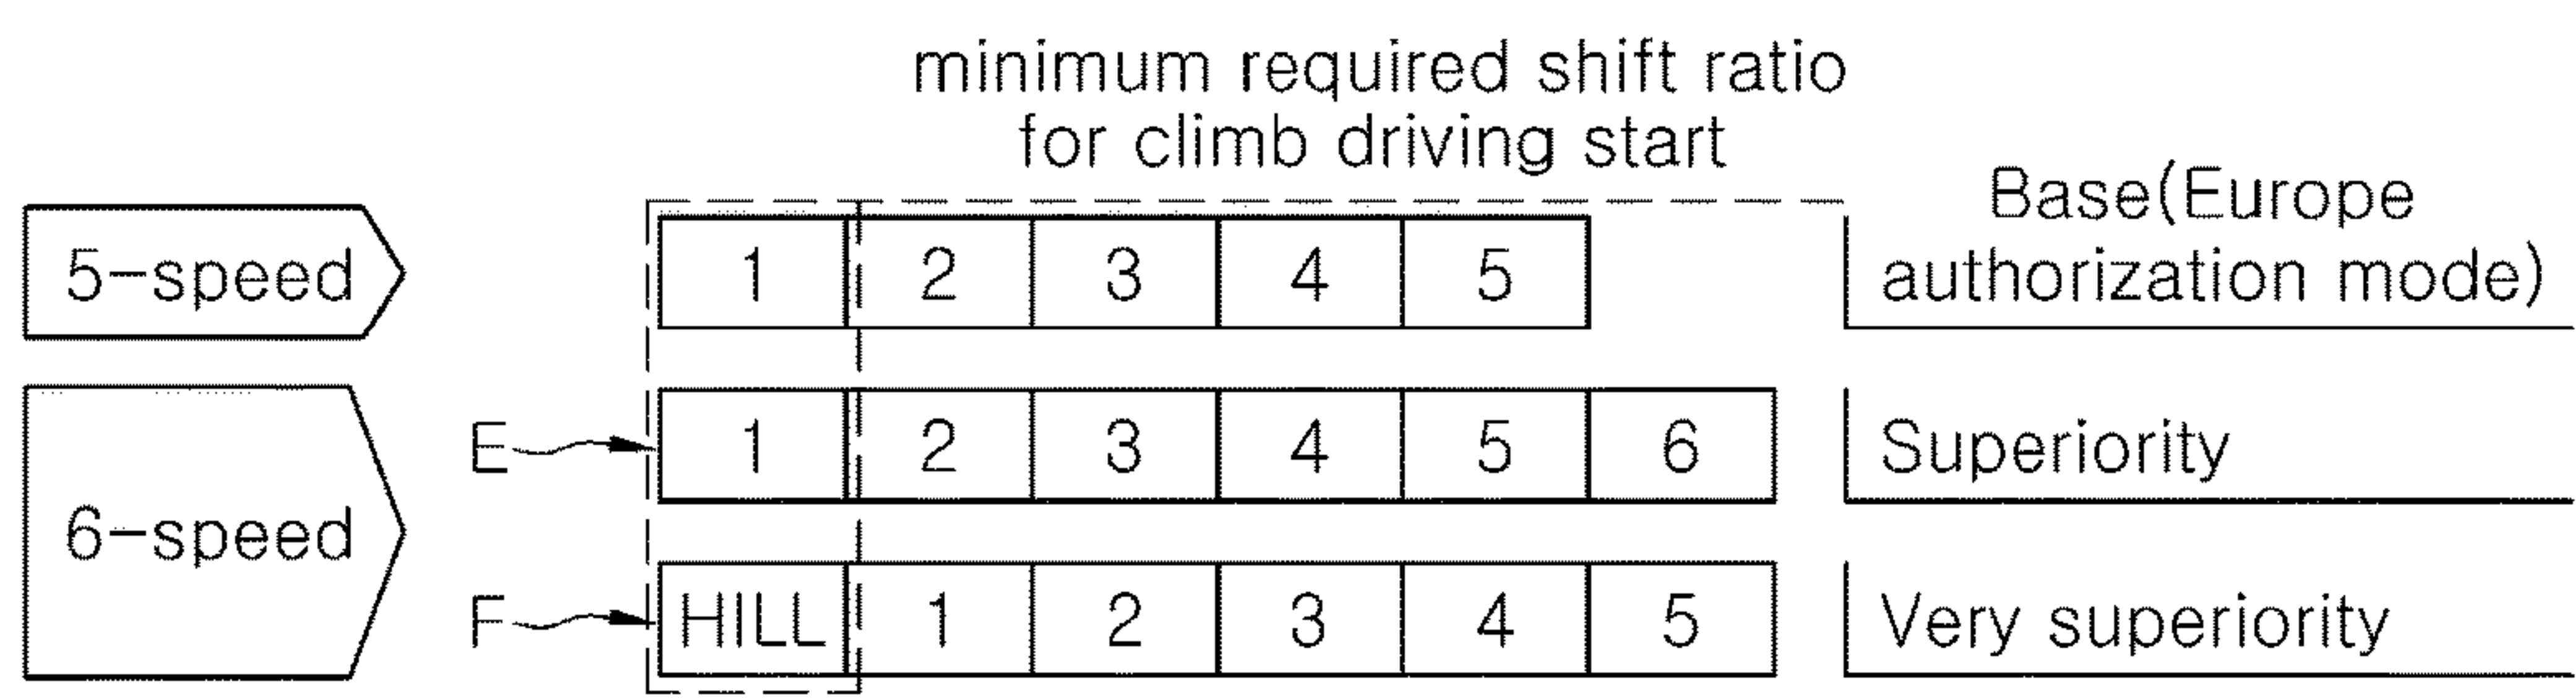 minimum required shift ratio
for climb driving start
Base(Europe
authorization mode)
5-speed
1 2 3 4 5
6-speed
E
1 2 3 4 5 6
Superiority
F
HILL 1 2 3 4 5
Very superiority